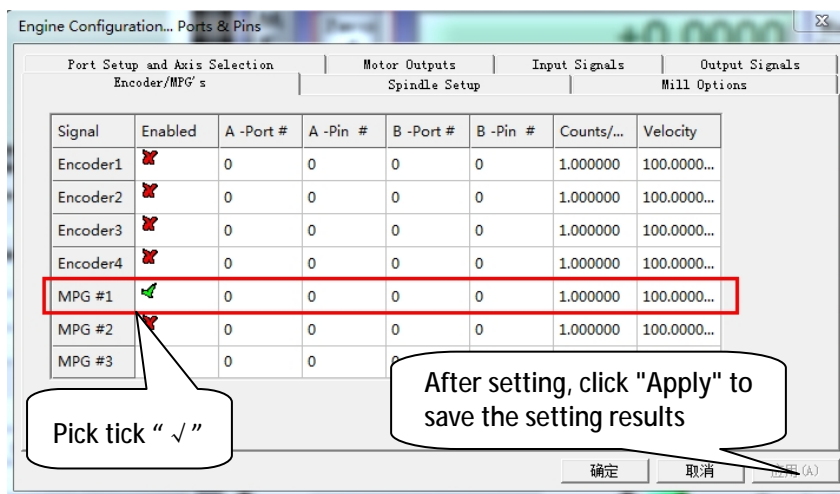 Engine Configuration... Ports & Pins
+0.0000
Port Setup and Axis Selection Motor Outputs Input Signals Output Signals
Encoder/MPG's Spindle Setup Mill Options
Signal Enabled A -Port # A -Pin # B -Port # B -Pin # Counts/... Velocity
Encoder1 0 0 0 0 1.000000 100.0000...
Encoder2 0 0 0 0 1.000000 100.0000...
Encoder3 0 0 0 0 1.000000 100.0000...
Encoder4 0 0 0 0 1.000000 100.0000...
MPG #1 0 0 0 0 1.000000 100.0000...
MPG #2 0 0 0 0 1.000000 100.0000...
MPG #3 0 0 0
After setting, click "Apply" to
save the setting results
Pick tick “ √ ”
确定 取消 应用(A)